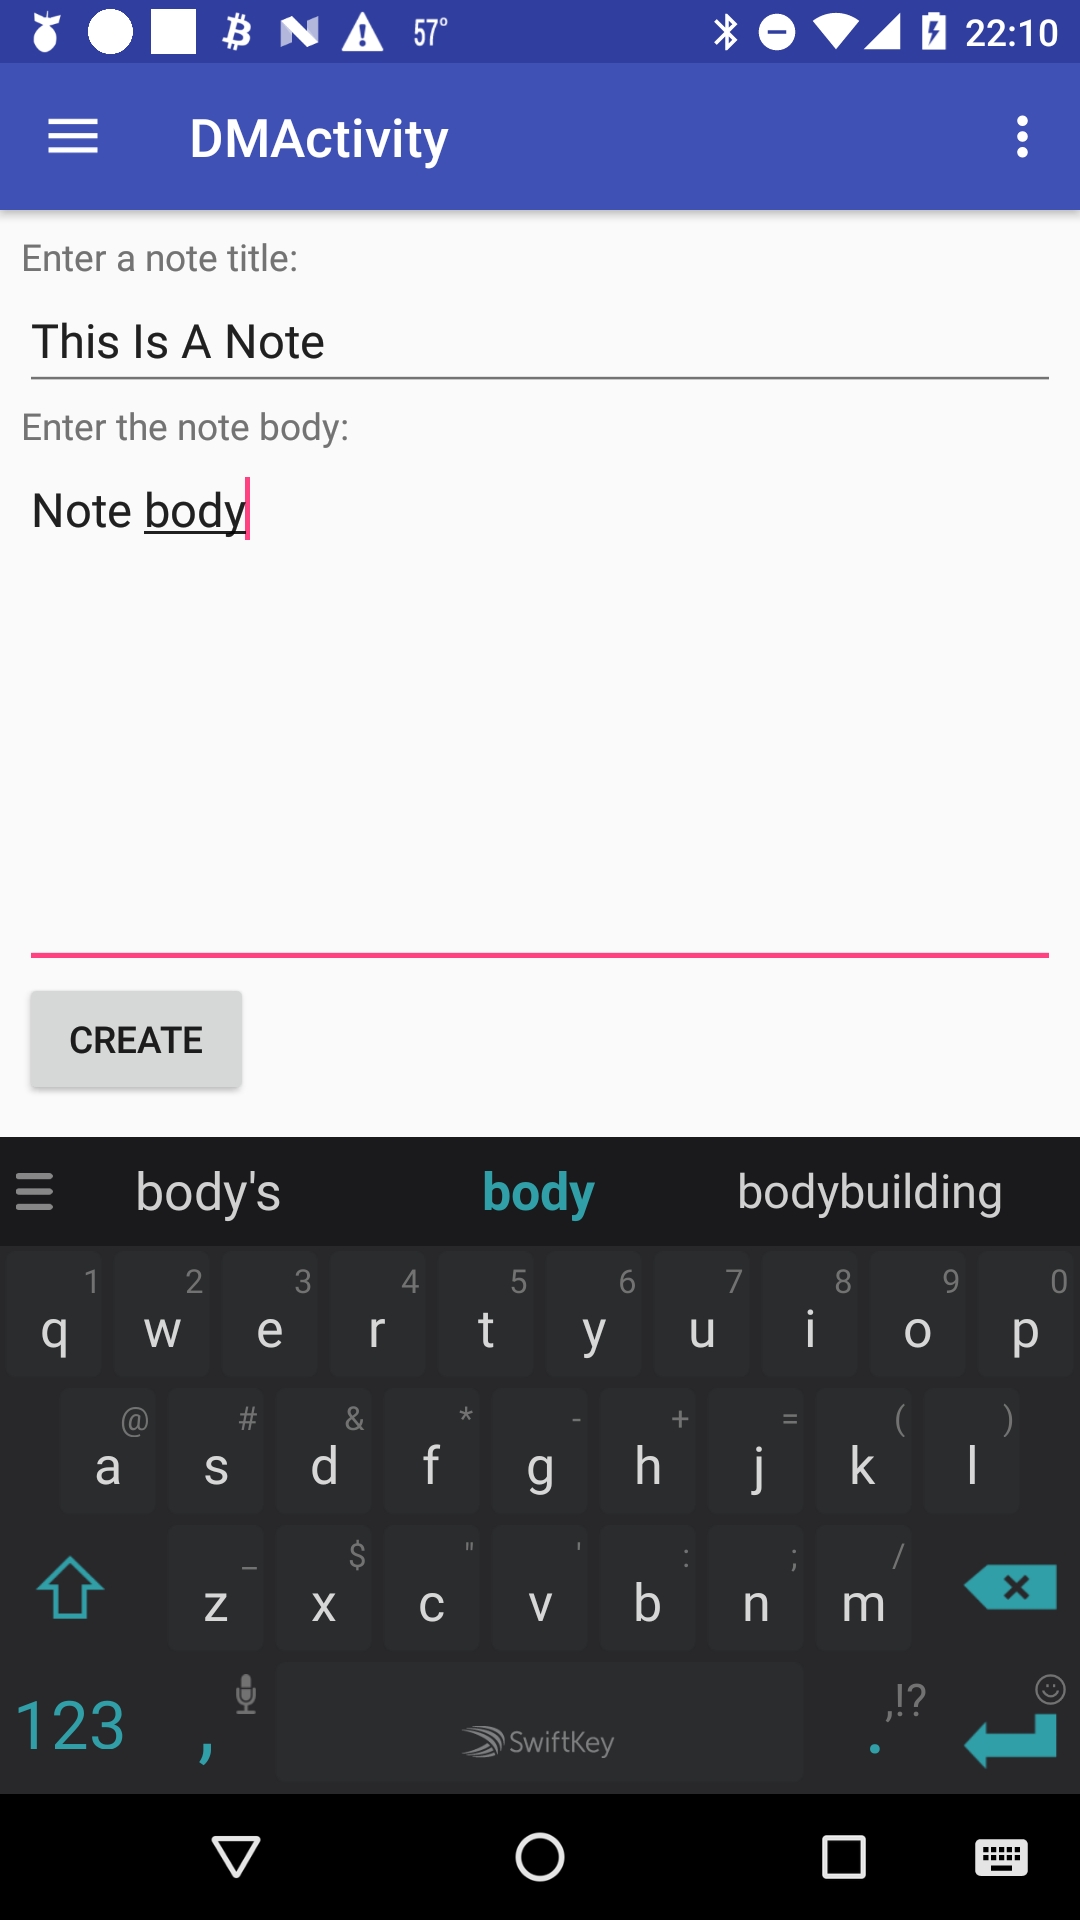 57° 22:10
DMActivity
Enter a note title:
This Is A Note
Enter the note body:
Note body
CREATE
body's body bodybuilding
1 2 3 4 5 6 7 8 9 0
q w e r t y u i o p
@ # & * - + = ( )
a s d f g h j k l
_ $ " ' : ; /
z x c v b n m
123 , SwiftKey . ,!?